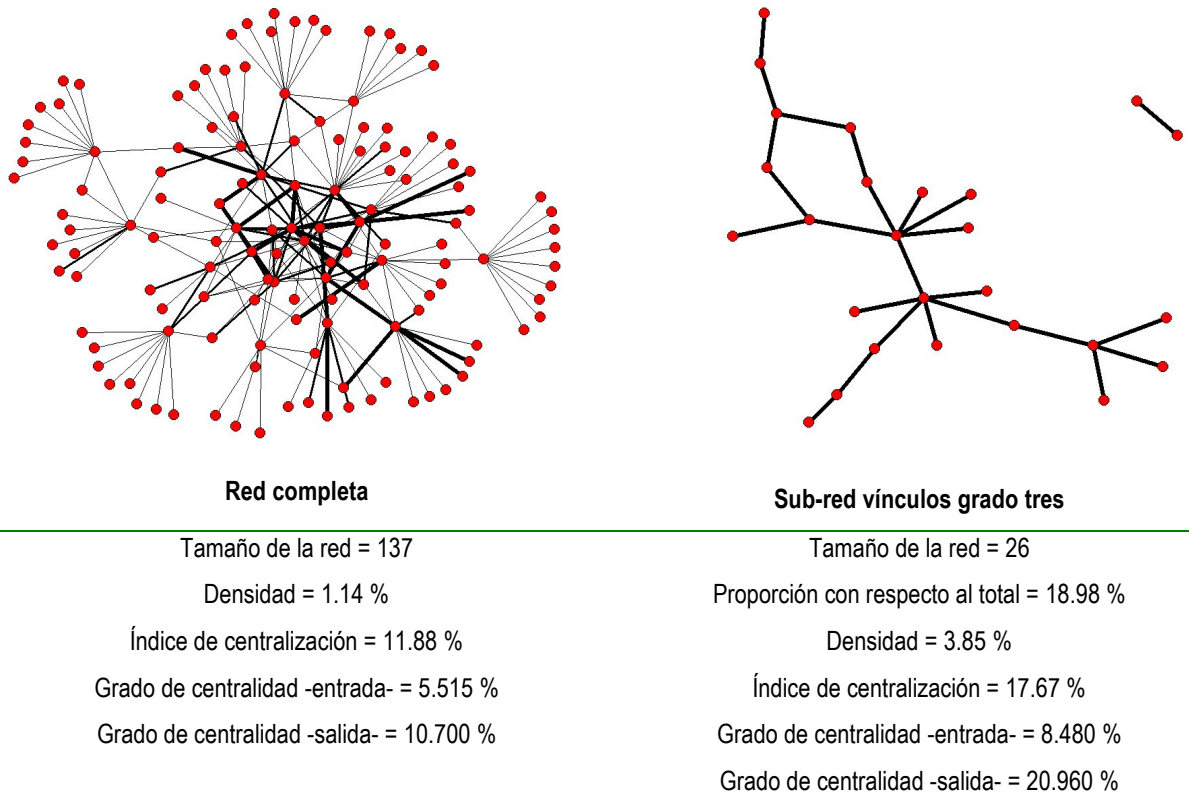 Red completa
Tamaño de la red = 137
Densidad = 1.14 %
Índice de centralización = 11.88 %
Grado de centralidad -entrada- = 5.515 %
Grado de centralidad -salida- = 10.700 %
Sub-red vínculos grado tres
Tamaño de la red = 26
Proporción con respecto al total = 18.98 %
Densidad = 3.85 %
Índice de centralización = 17.67 %
Grado de centralidad -entrada- = 8.480 %
Grado de centralidad -salida- = 20.960 %